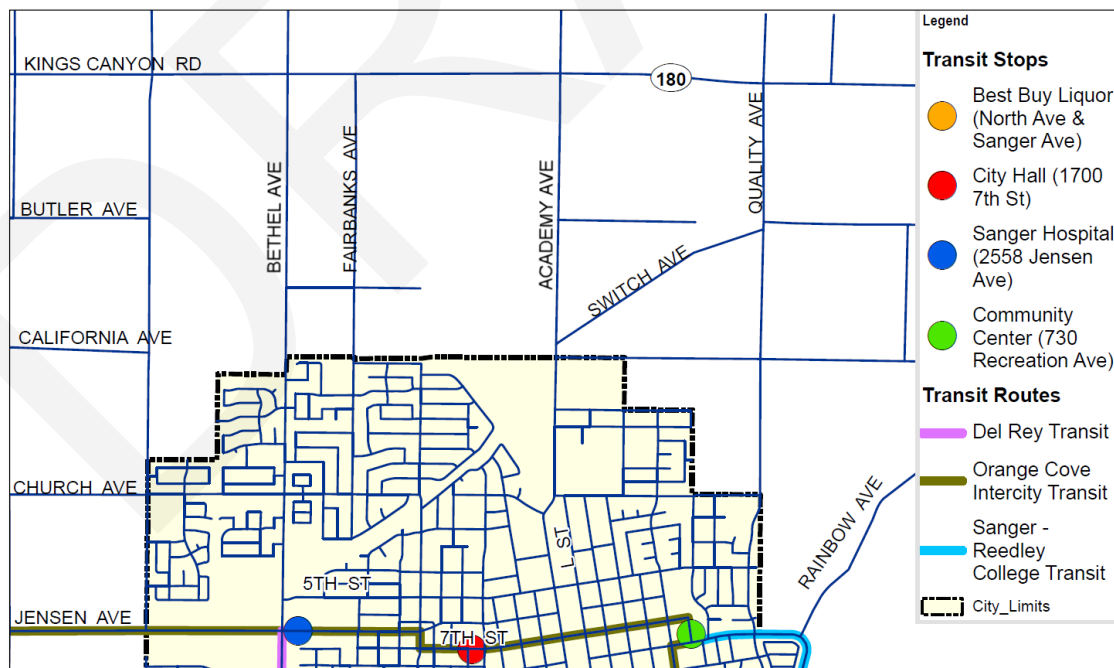 KINGS CANYON RD
180
BUTLER AVE
BETHEL AVE
FAIRBANKS AVE
ACADEMY AVE
QUALITY AVE
SWITCH AVE
CALIFORNIA AVE
CHURCH AVE
RAINBOW AVE
L ST
5TH ST
JENSEN AVE
7TH ST
Legend
Transit Stops
Best Buy Liquor
(North Ave &
Sanger Ave)
City Hall (1700
7th St)
Sanger Hospital
(2558 Jensen
Ave)
Community
Center (730
Recreation Ave)
Transit Routes
Del Rey Transit
Orange Cove
Intercity Transit
Sanger -
Reedley
College Transit
City_Limits